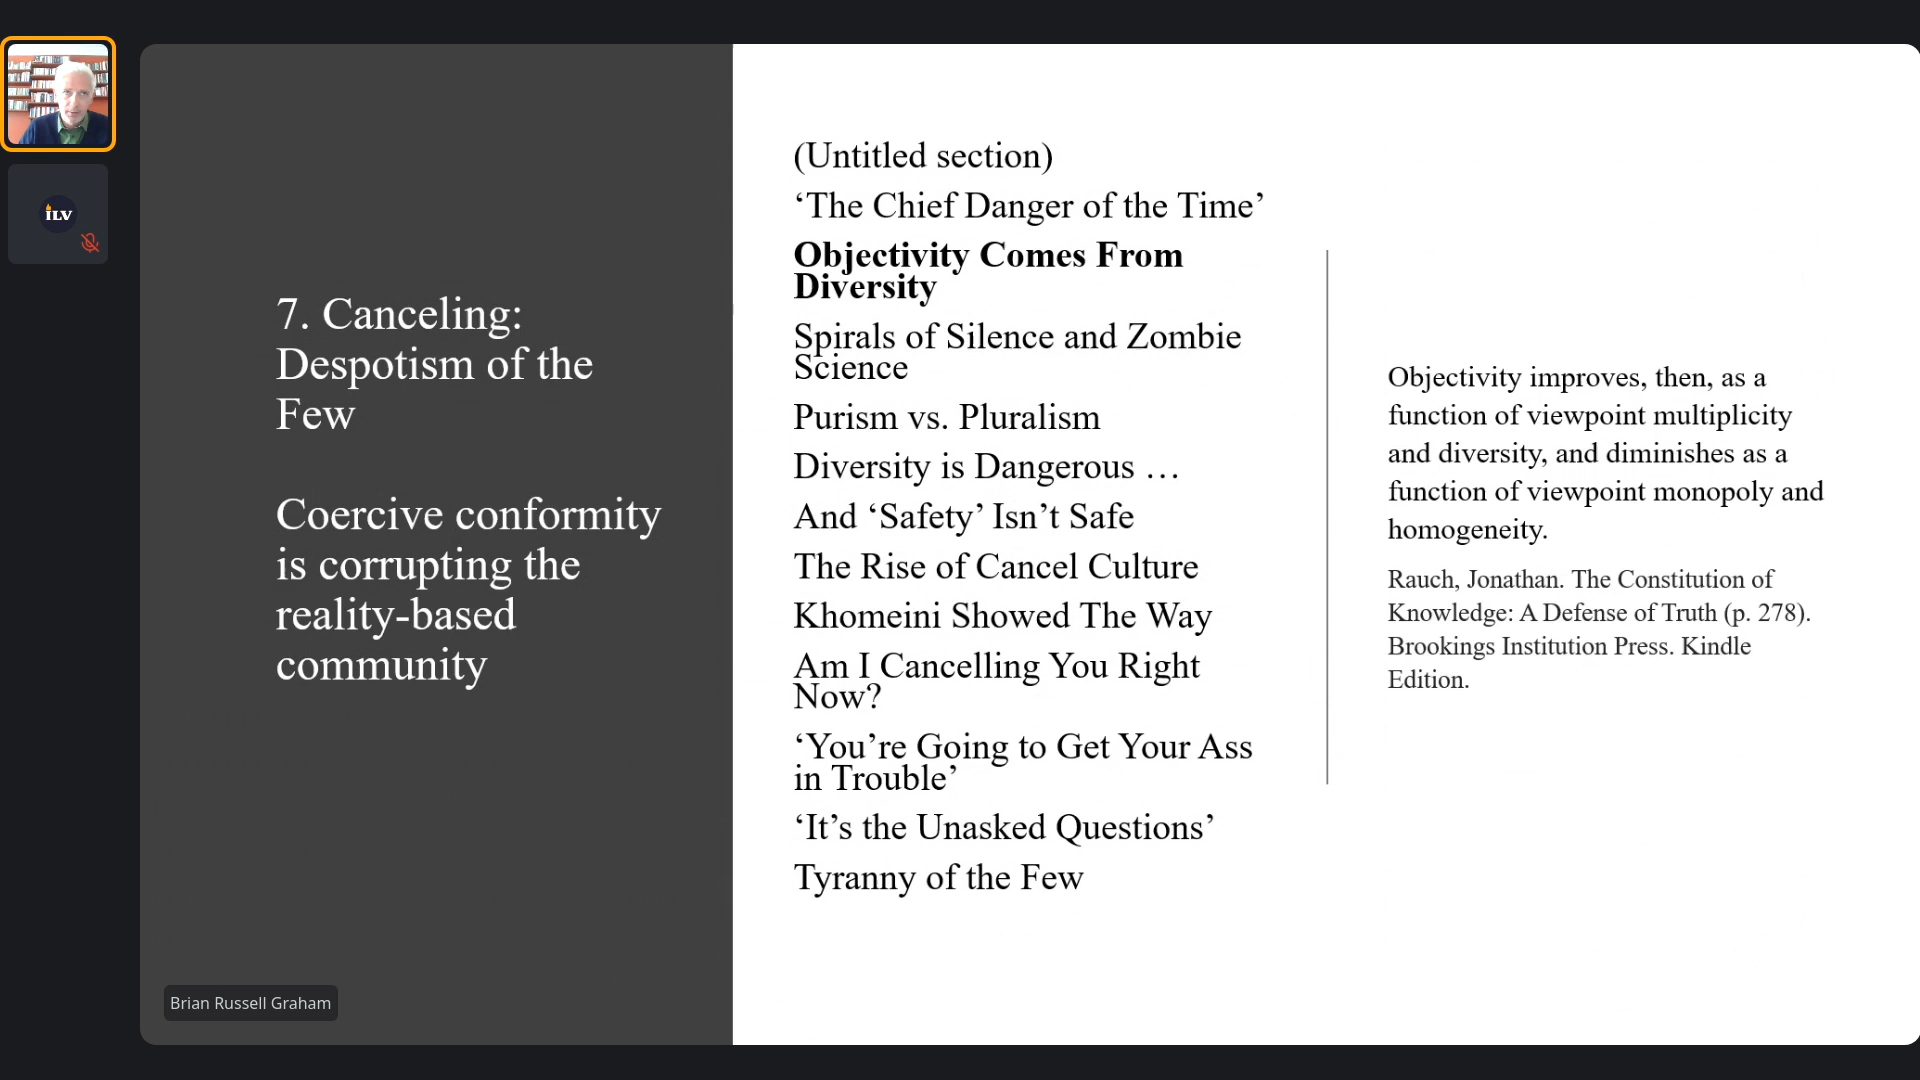 iLV
7. Canceling:
Despotism of the
Few
Coercive conformity
is corrupting the
reality-based
community
Brian Russell Graham
(Untitled section)
‘The Chief Danger of the Time’
Objectivity Comes From
Diversity
Spirals of Silence and Zombie
Science
Purism vs. Pluralism
Diversity is Dangerous …
And ‘Safety’ Isn’t Safe
The Rise of Cancel Culture
Khomeini Showed The Way
Am I Cancelling You Right
Now?
‘You’re Going to Get Your Ass
in Trouble’
‘It’s the Unasked Questions’
Tyranny of the Few
Objectivity improves, then, as a
function of viewpoint multiplicity
and diversity, and diminishes as a
function of viewpoint monopoly and
homogeneity.
Rauch, Jonathan. The Constitution of
Knowledge: A Defense of Truth (p. 278).
Brookings Institution Press. Kindle
Edition.